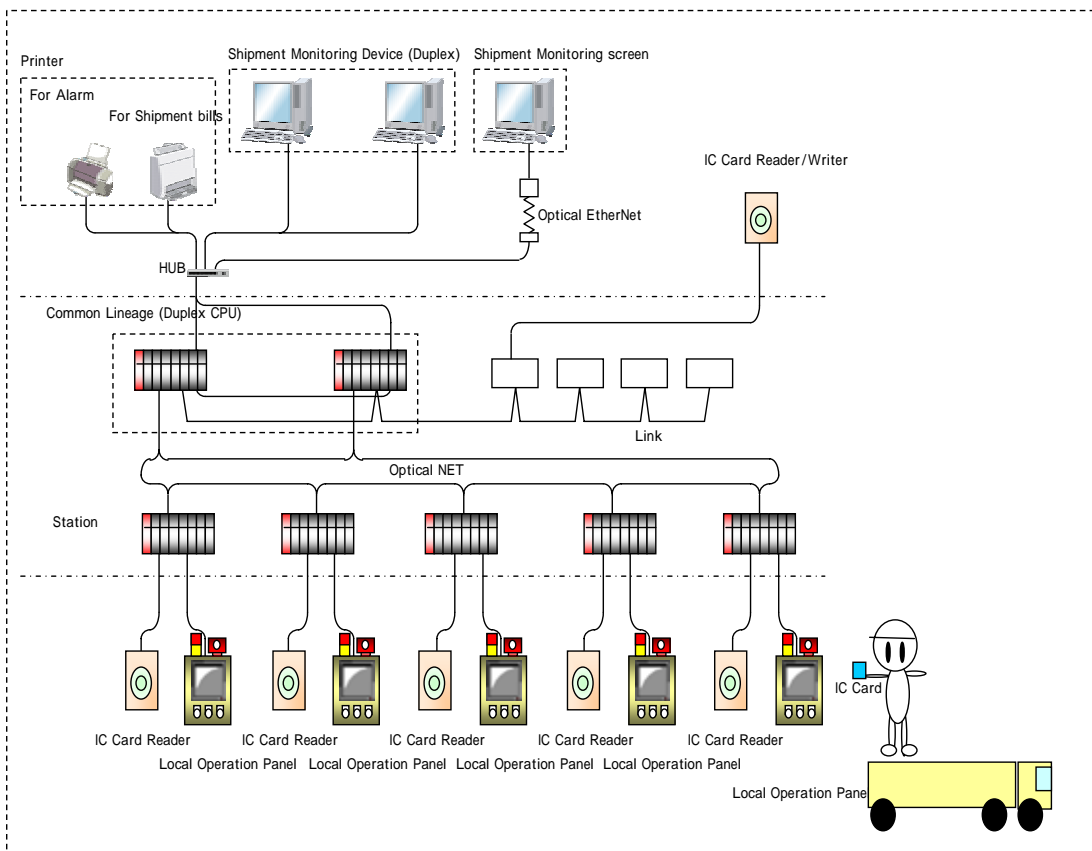 Shipment Monitoring Device (Duplex)
Shipment Monitoring screen
Printer
For Alarm
For Shipment bills
IC Card Reader/Writer
Optical EtherNet
HUB
Common Lineage (Duplex CPU)
Link
Optical NET
Station
IC Card
IC Card Reader
IC Card Reader
IC Card Reader
IC Card Reader
IC Card Reader
Local Operation Panel
Local Operation Panel
Local Operation Panel
Local Operation Panel
Local Operation Pane